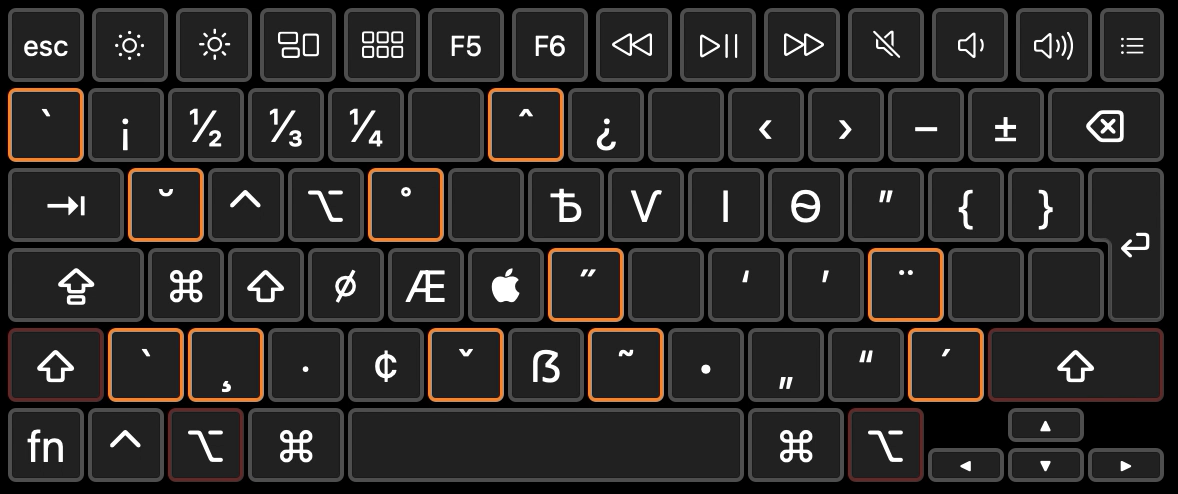 esc F5 F6
` ¡ ½ ⅓ ¼ ˆ ¿ ‹ › – ±
⇥ ˘ ⌃ ⌥ ˚ Ѣ Ѵ І Ѳ ″ { } ↩
⌘ ⇧ ∅ Æ  ˝ ‘ ’ ¨
⇧ ` ¸ · ¢ ˇ ẞ ˜ • „ “ ´ ⇧
fn ⌃ ⌥ ⌘ ⌘ ⌥ ◂ ▴ ▾ ▸